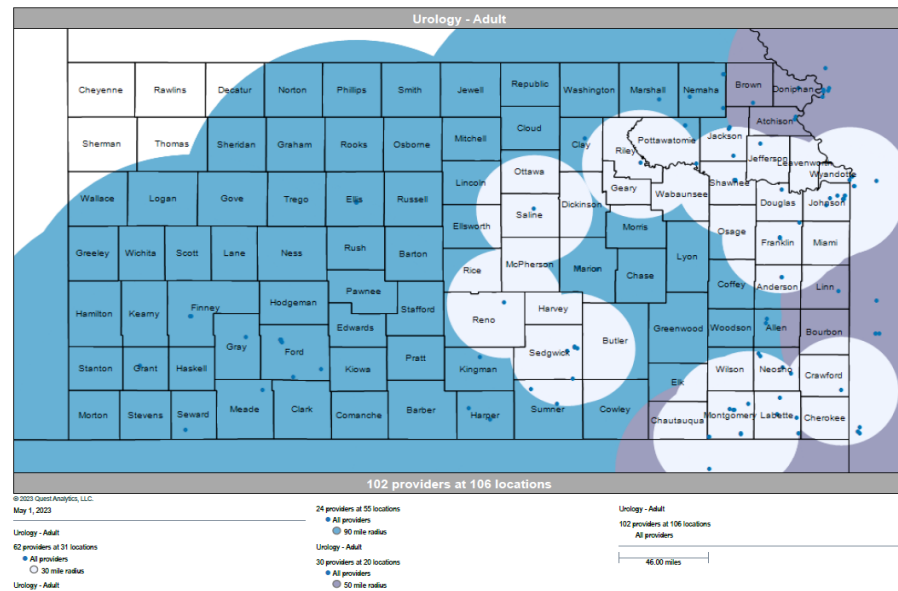 Urology - Adult
Cheyenne Rawlins Decatur Norton Phillips Smith Jewell Republic Washington Marshall Nemaha Brown Doniphan
Sherman Thomas Sheridan Graham Rooks Osborne Mitchell Cloud Clay Riley Pottawatomie Jackson Atchison
Jefferson Leavenworth Wyandotte
Wallace Logan Gove Trego Ellis Russell Lincoln Ottawa Dickinson Geary Wabaunsee Shawnee Douglas Johnson
Ellsworth Saline Morris Osage Franklin Miami
Greeley Wichita Scott Lane Ness Rush Barton Rice McPherson Marion Chase Lyon Coffey Anderson Linn
Hamilton Kearny Finney Hodgeman Pawnee Stafford Reno Harvey
Gray Ford Edwards Sedgwick Butler Greenwood Woodson Allen Bourbon
Stanton Grant Haskell Kiowa Pratt Kingman Elk Wilson Neosho Crawford
Morton Stevens Seward Meade Clark Comanche Barber Harper Sumner Cowley Chautauqua Montgomery Labette Cherokee
102 providers at 106 locations
© 2023 Quest Analytics, LLC.
May 1, 2023
Urology - Adult
62 providers at 31 locations
All providers
30 mile radius
Urology - Adult
24 providers at 55 locations
All providers
90 mile radius
Urology - Adult
30 providers at 20 locations
All providers
50 mile radius
Urology - Adult
102 providers at 106 locations
All providers
46.00 miles